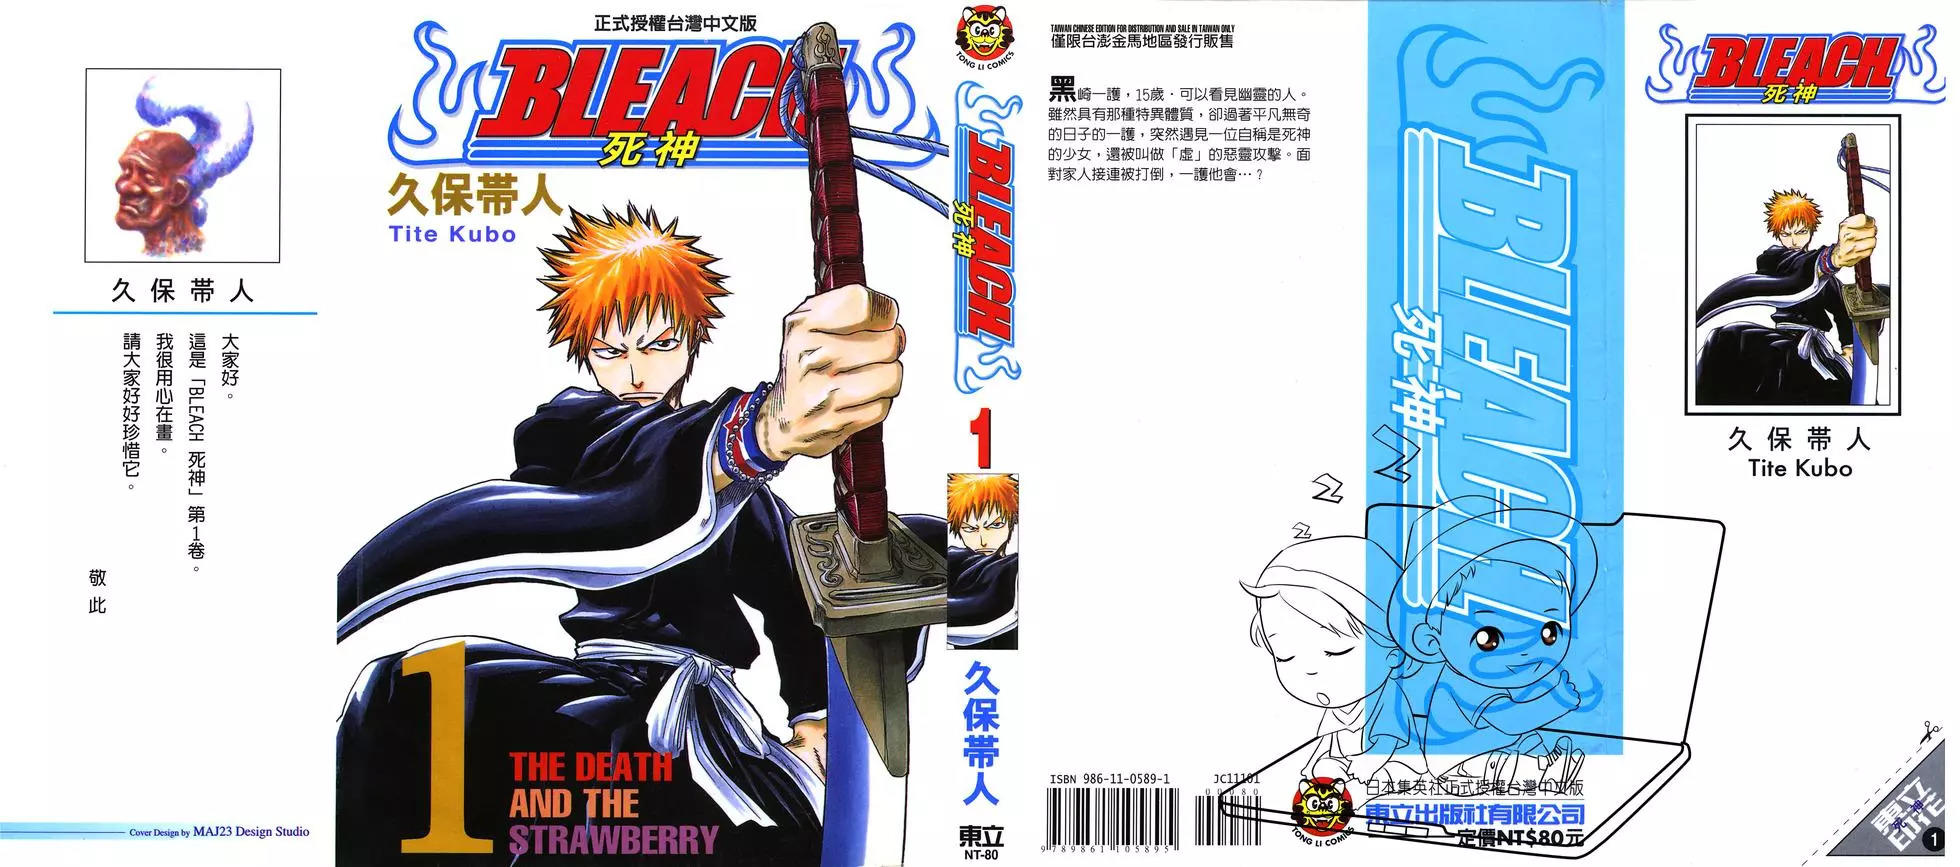 久保帯人
大家好。
這是「BLEACH 死神」第1卷。
我很用心在畫。
請大家好好珍惜它。
敬此
Cover Design by MAJ23 Design Studio
正式授權台灣中文版
BLEACH
死神
久保帯人
Tite Kubo
1
THE DEATH
AND THE
STRAWBERRY
TONG LI COMICS
BLEACH
死神
1
久保帯人
東立
NT-80
TAIWAN CHINESE EDITION FOR DISTRIBUTION AND SALE IN TAIWAN ONLY
僅限台澎金馬地區發行販售
黑崎一護，15歲．可以看見幽靈的人。
雖然具有那種特異體質，卻過著平凡無奇
的日子的一護，突然遇見一位自稱是死神
的少女，還被叫做「虛」的惡靈攻擊。面
對家人接連被打倒，一護他會…？
BLEACH
死神
Z
Z
Z
ISBN 986-11-0589-1
JC11101
00080
9789861105895
TONG LI COMICS
日本集英社正式授權台灣中文版
東立出版社有限公司
定價NT$80元
BLEACH
死神
久保帯人
Tite Kubo
東立
印花
死神
1